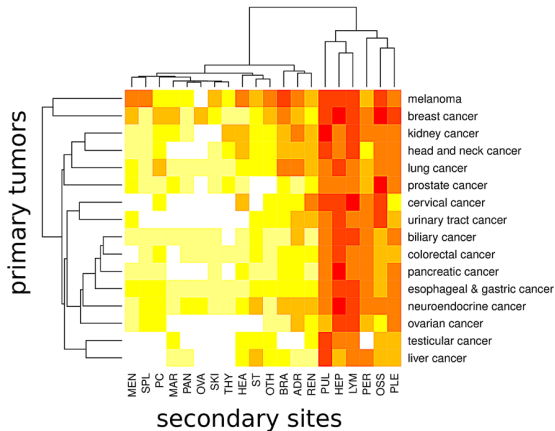 melanoma
breast cancer
kidney cancer
head and neck cancer
lung cancer
prostate cancer
cervical cancer
urinary tract cancer
biliary cancer
colorectal cancer
pancreatic cancer
esophageal & gastric cancer
neuroendocrine cancer
ovarian cancer
testicular cancer
liver cancer
primary tumors
MEN SPL PC MAR PAN OVA SKI THY HEA ST OTH BRA ADR REN PUL HEP LYM PER OSS PLE
secondary sites